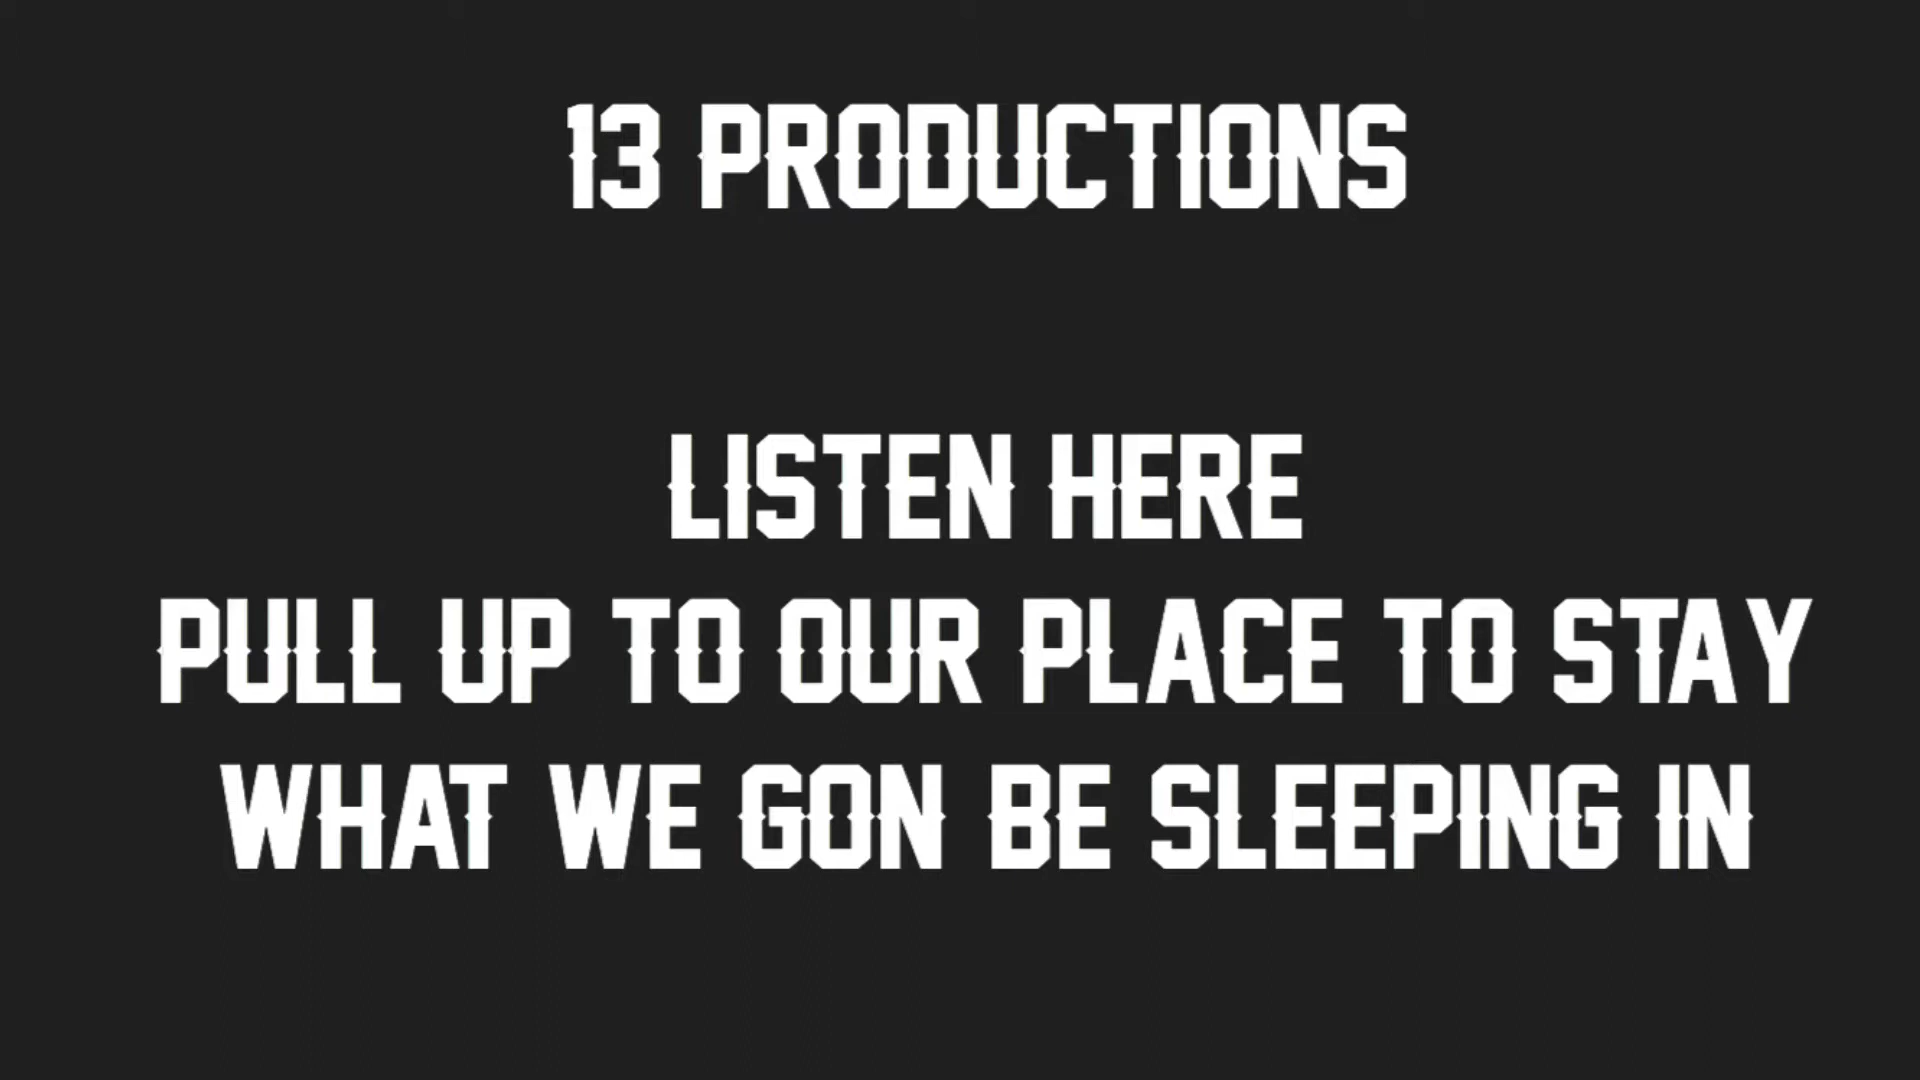 13 PRODUCTIONS
LISTEN HERE
PULL UP TO OUR PLACE TO STAY
WHAT WE GON BE SLEEPING IN